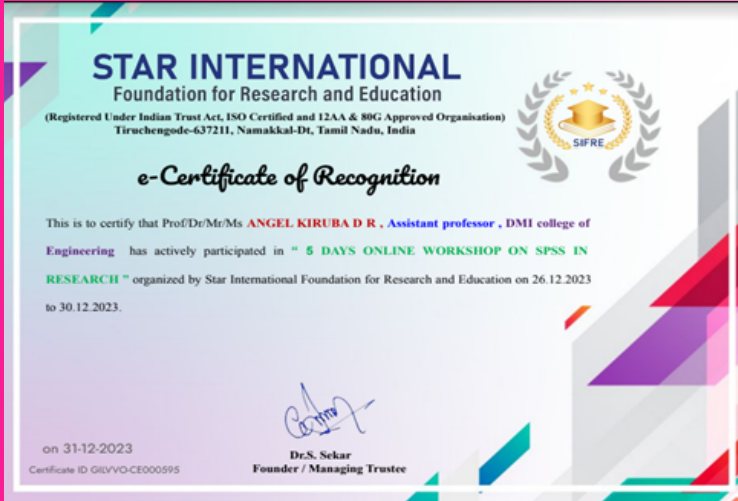 STAR INTERNATIONAL
Foundation for Research and Education
(Registered Under Indian Trust Act, ISO Certified and 12AA & 80G Approved Organisation)
Tiruchengode-637211, Namakkal-Dt, Tamil Nadu, India
SIFRE
e-Certificate of Recognition
This is to certify that Prof/Dr/Mr/Ms ANGEL KIRUBA D R , Assistant professor , DMI college of
Engineering has actively participated in “ 5 DAYS ONLINE WORKSHOP ON SPSS IN
RESEARCH ” organized by Star International Foundation for Research and Education on 26.12.2023
to 30.12.2023.
on 31-12-2023
Certificate ID GILVVO-CE000595
Dr.S. Sekar
Founder / Managing Trustee